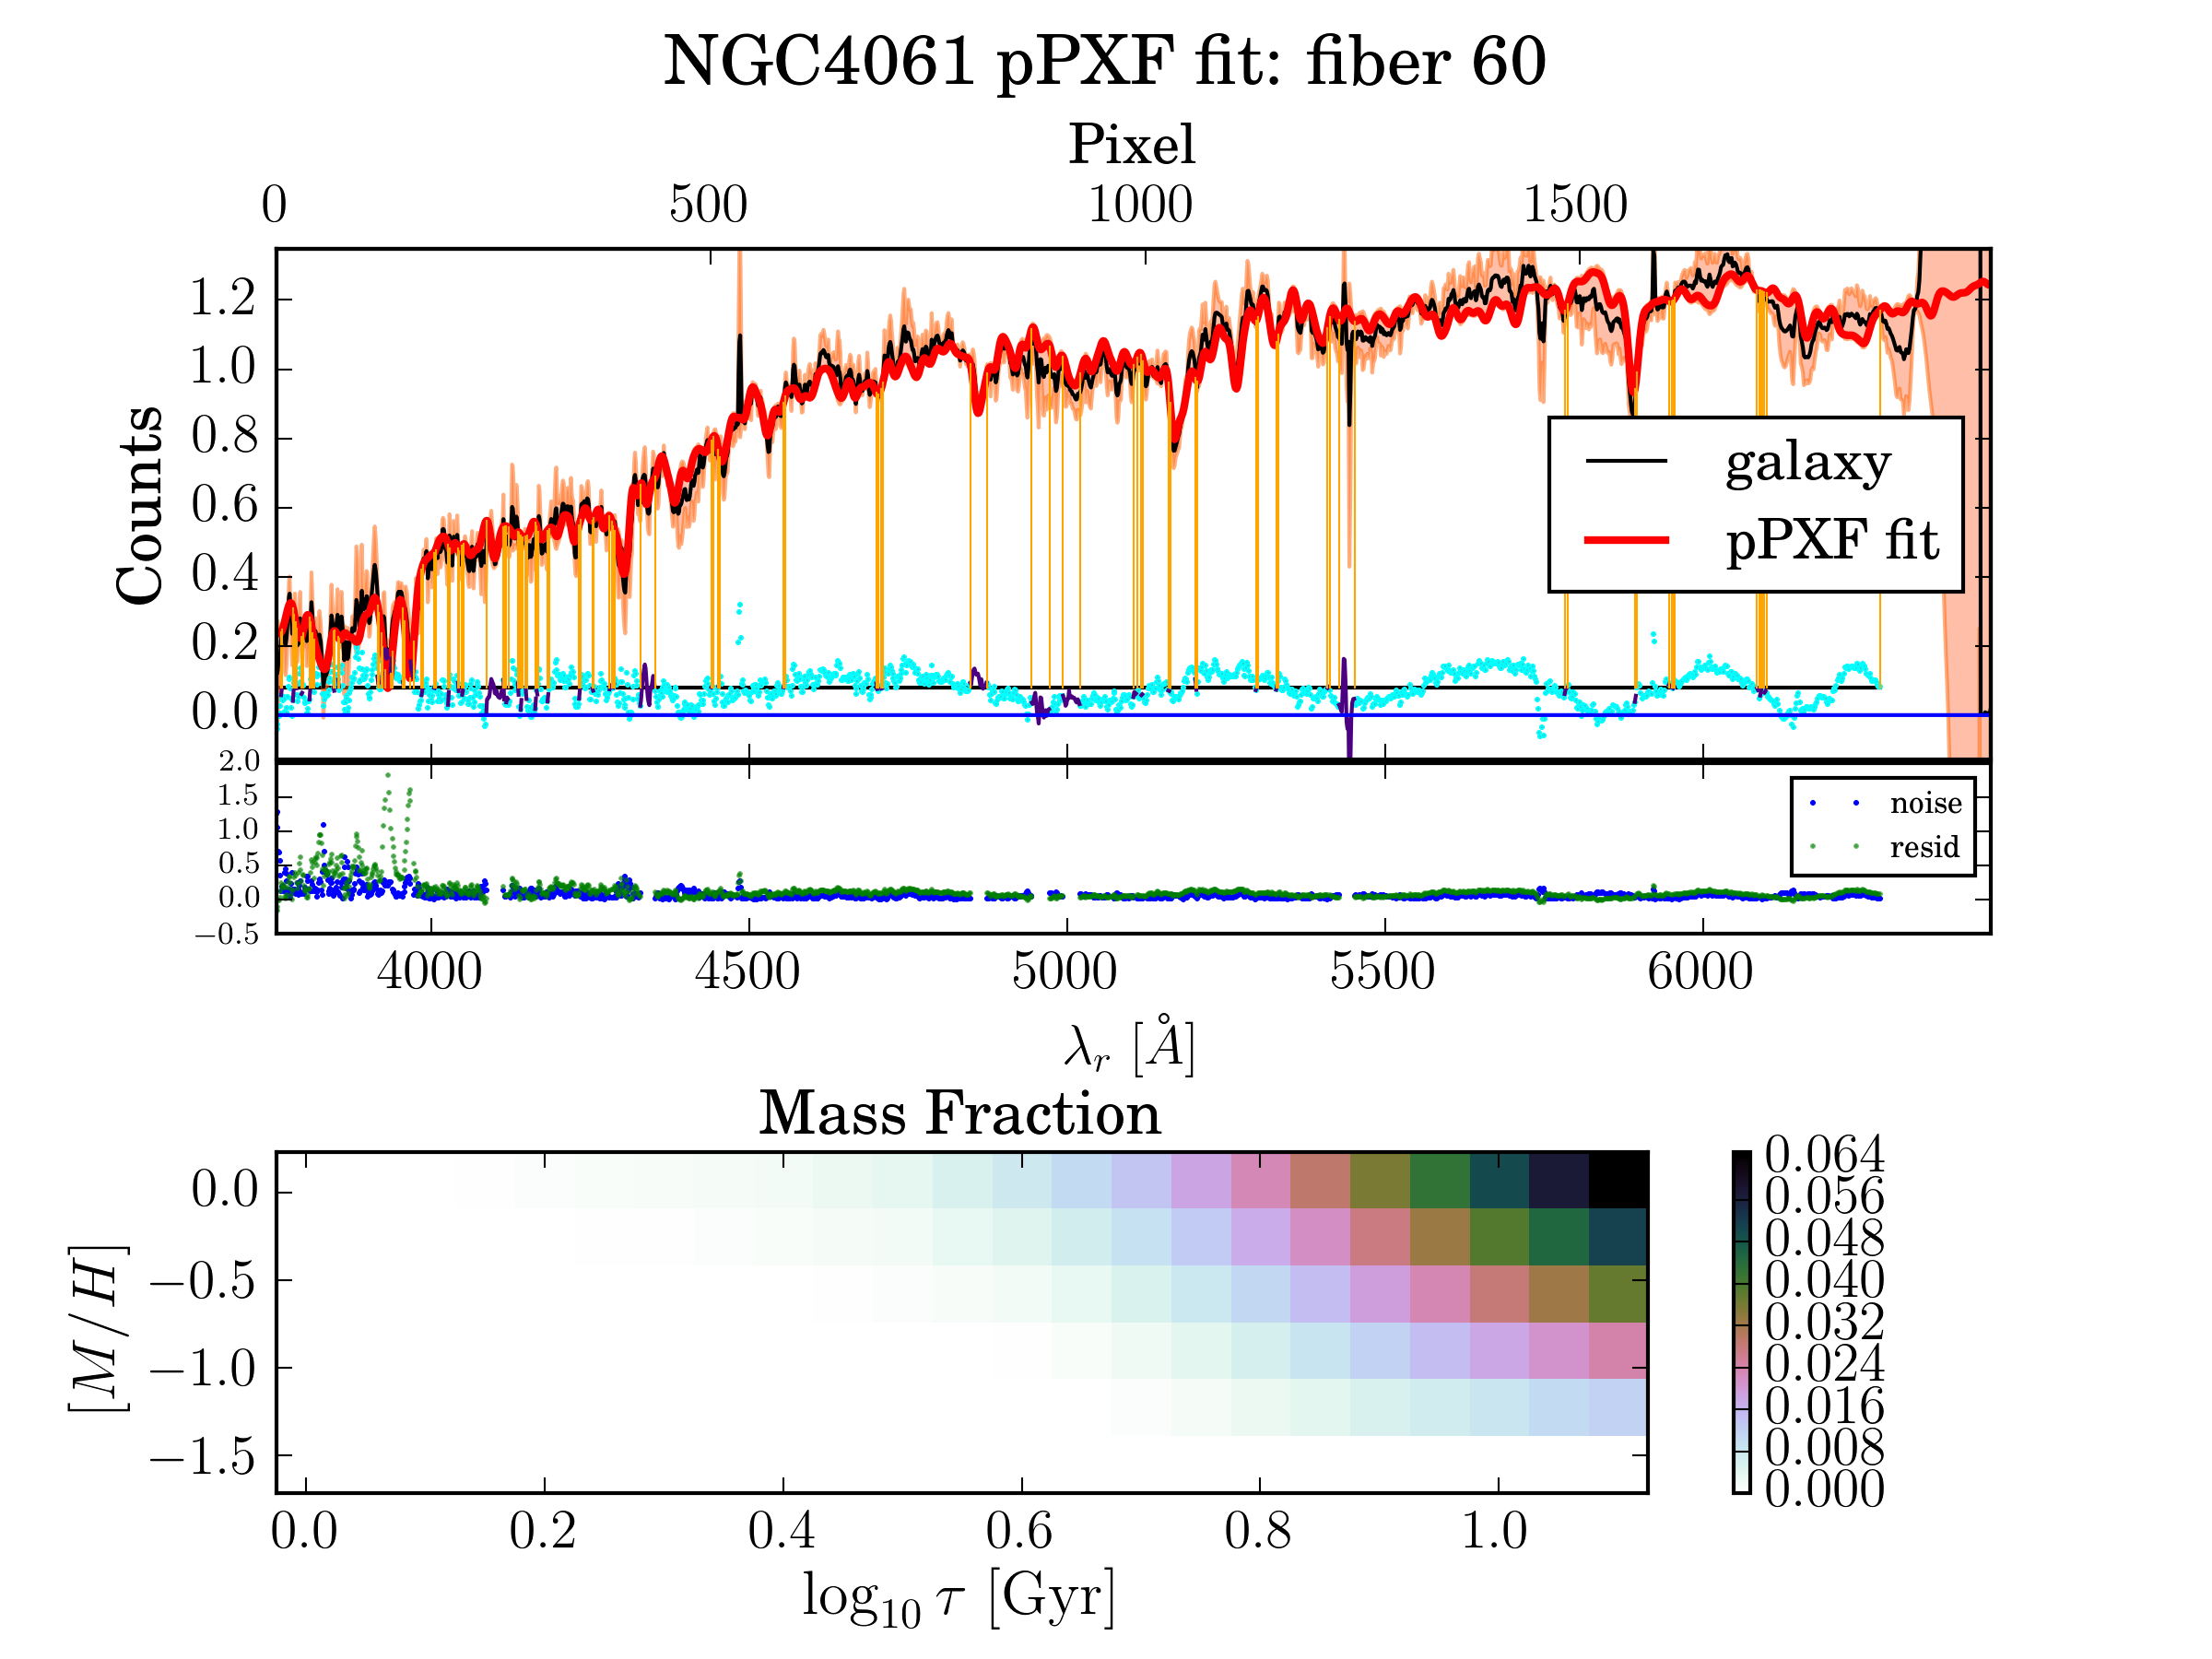 NGC4061 pPXF fit: fiber 60
Pixel
0 500 1000 1500
Counts
1.2
1.0
0.8
0.6
0.4
0.2
0.0
galaxy
pPXF fit
2.0
1.5
1.0
0.5
0.0
−0.5
noise
resid
4000 4500 5000 5500 6000
λr [Å]
Mass Fraction
[M/H]
0.0
−0.5
−1.0
−1.5
0.0 0.2 0.4 0.6 0.8 1.0
log10 τ [Gyr]
0.064
0.056
0.048
0.040
0.032
0.024
0.016
0.008
0.000